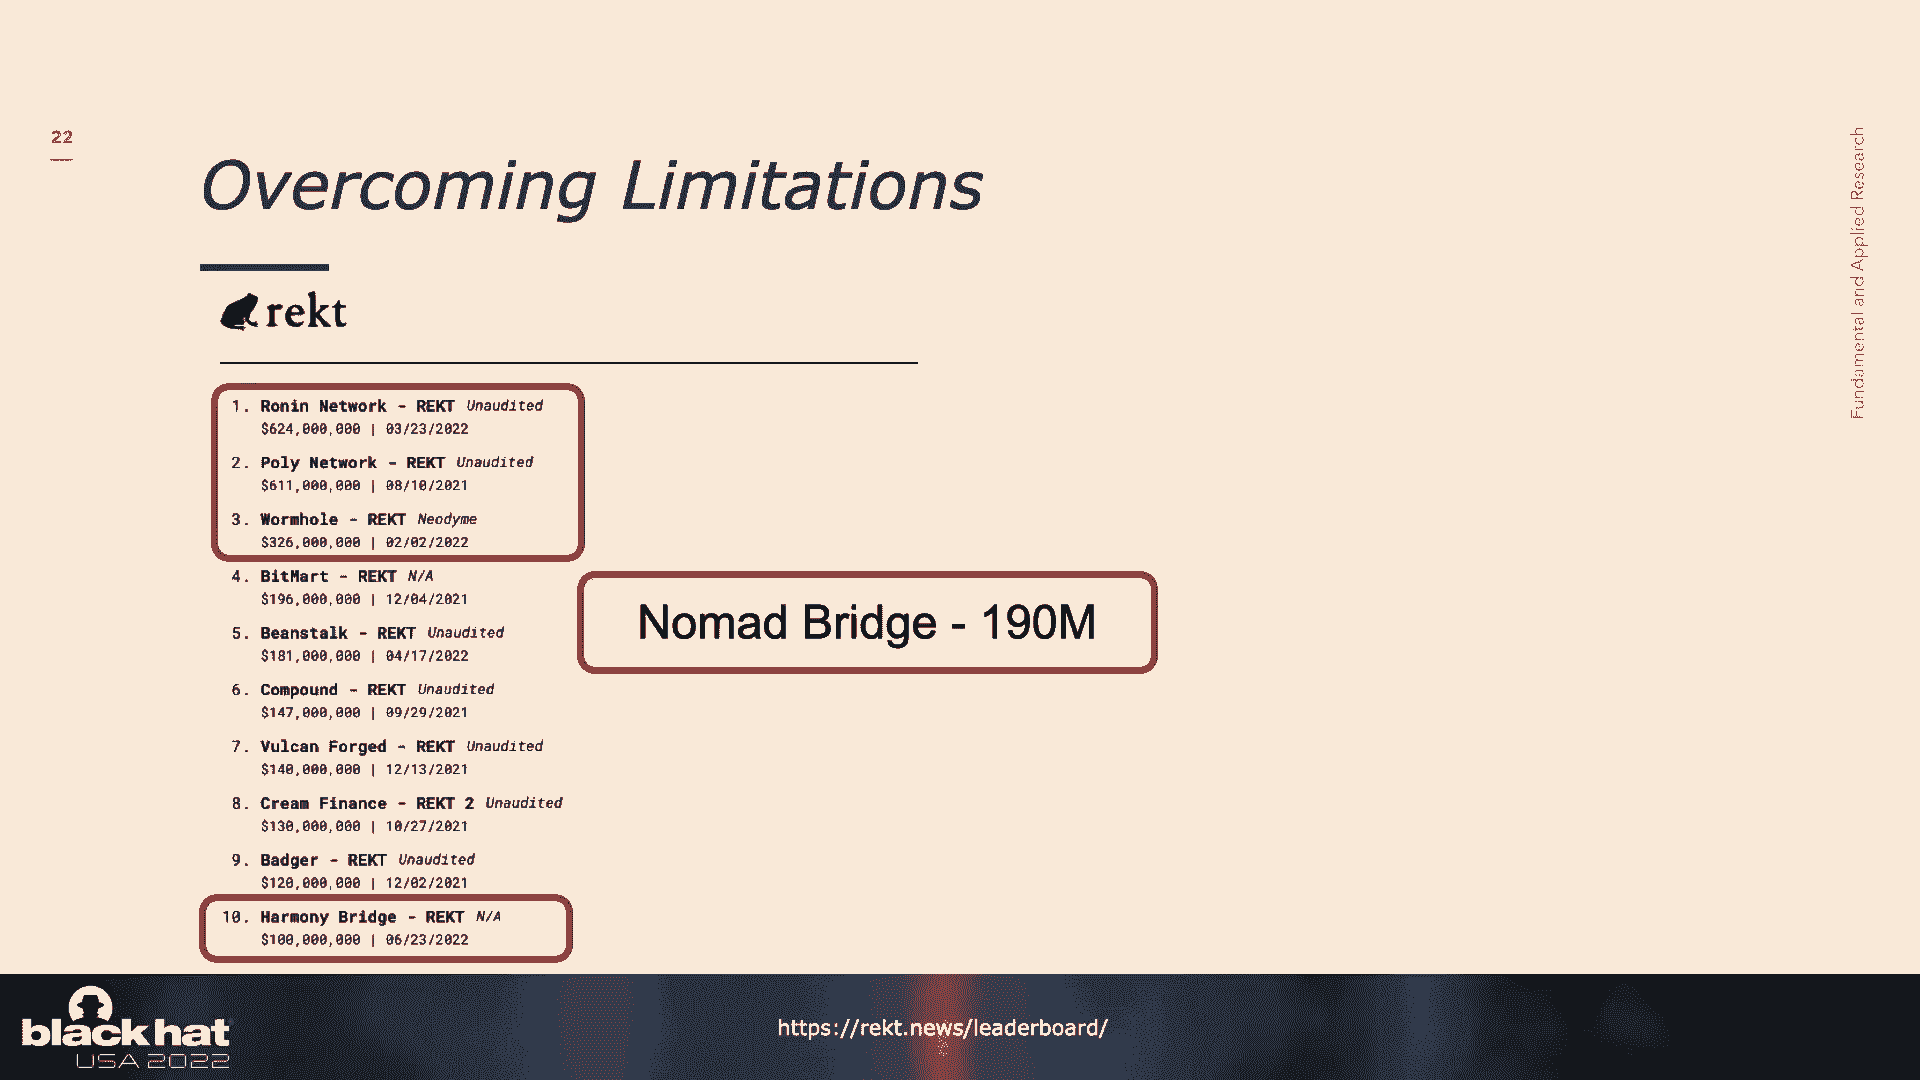 22
Overcoming Limitations
Fundamental and Applied Research
rekt
1. Ronin Network - REKT Unaudited
$624,000,000 | 03/23/2022
2. Poly Network - REKT Unaudited
$611,000,000 | 08/10/2021
3. Wormhole - REKT Neodyme
$326,000,000 | 02/02/2022
4. BitMart - REKT N/A
$196,000,000 | 12/04/2021
Nomad Bridge - 190M
5. Beanstalk - REKT Unaudited
$181,000,000 | 04/17/2022
6. Compound - REKT Unaudited
$147,000,000 | 09/29/2021
7. Vulcan Forged - REKT Unaudited
$140,000,000 | 12/13/2021
8. Cream Finance - REKT 2 Unaudited
$130,000,000 | 10/27/2021
9. Badger - REKT Unaudited
$120,000,000 | 12/02/2021
10. Harmony Bridge - REKT N/A
$100,000,000 | 06/23/2022
black hat
USA 2022
https://rekt.news/leaderboard/